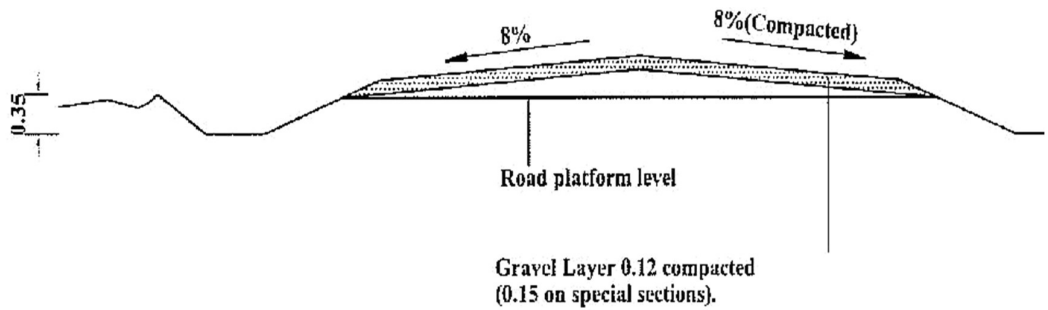 8%
8%(Compacted)
0.35
Road platform level
Gravel Layer 0.12 compacted
(0.15 on special sections).